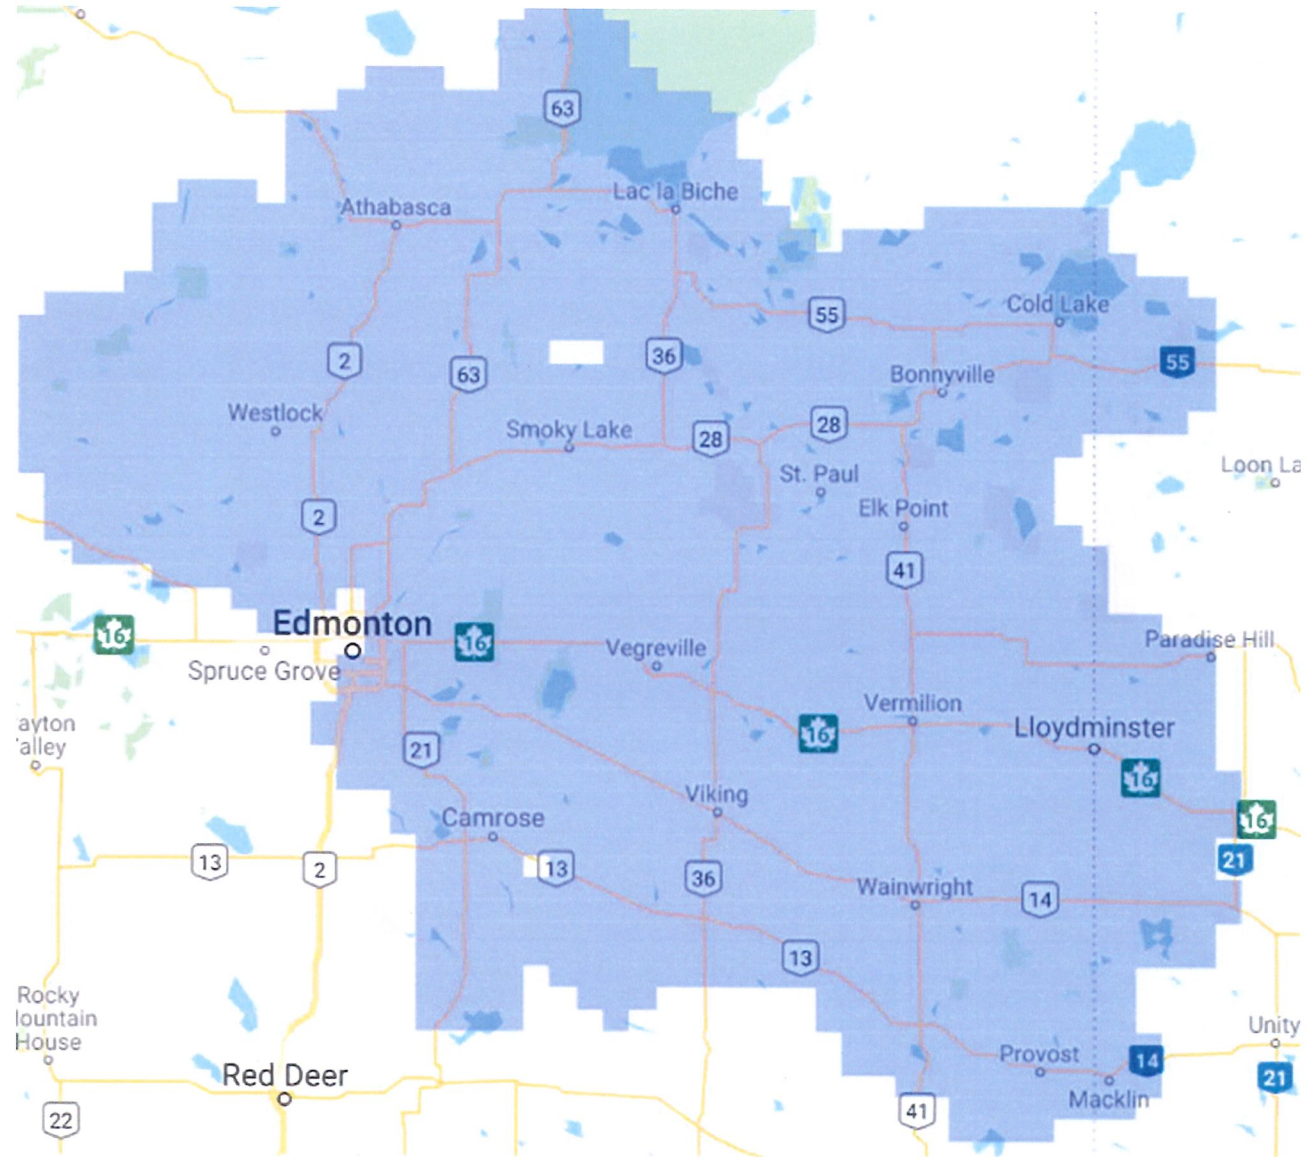 63
Lac la Biche
Athabasca
Cold Lake
55
2
36
55
63
Bonnyville
Westlock
28
Smoky Lake
28
Loon La
St. Paul
Elk Point
2
41
Edmonton
16
16
Paradise Hill
Vegreville
Spruce Grove
Vermilion
ayton
alley
Lloydminster
16
21
16
Viking
Camrose
16
13
2
13
21
36
Wainwright
14
13
Rocky
ountain
House
Unity
Provost
14
Red Deer
21
Macklin
22
41